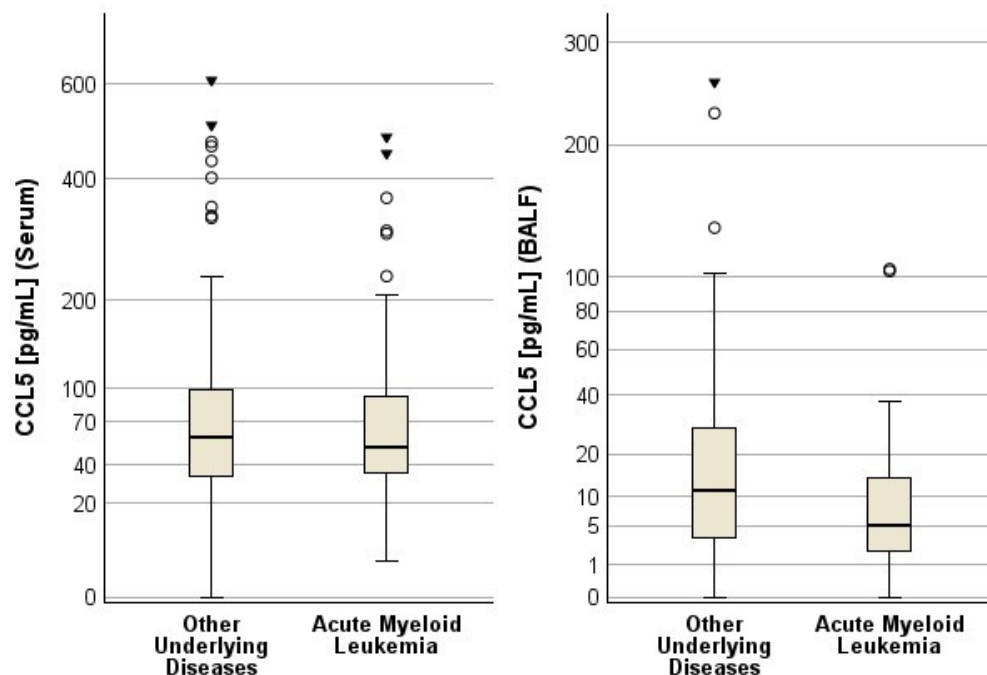 CCL5 [pg/mL] (Serum)
600
400
200
100
70
40
20
0
Other
Underlying
Diseases
Acute Myeloid
Leukemia
CCL5 [pg/mL] (BALF)
300
200
100
80
60
40
20
10
5
1
0
Other
Underlying
Diseases
Acute Myeloid
Leukemia